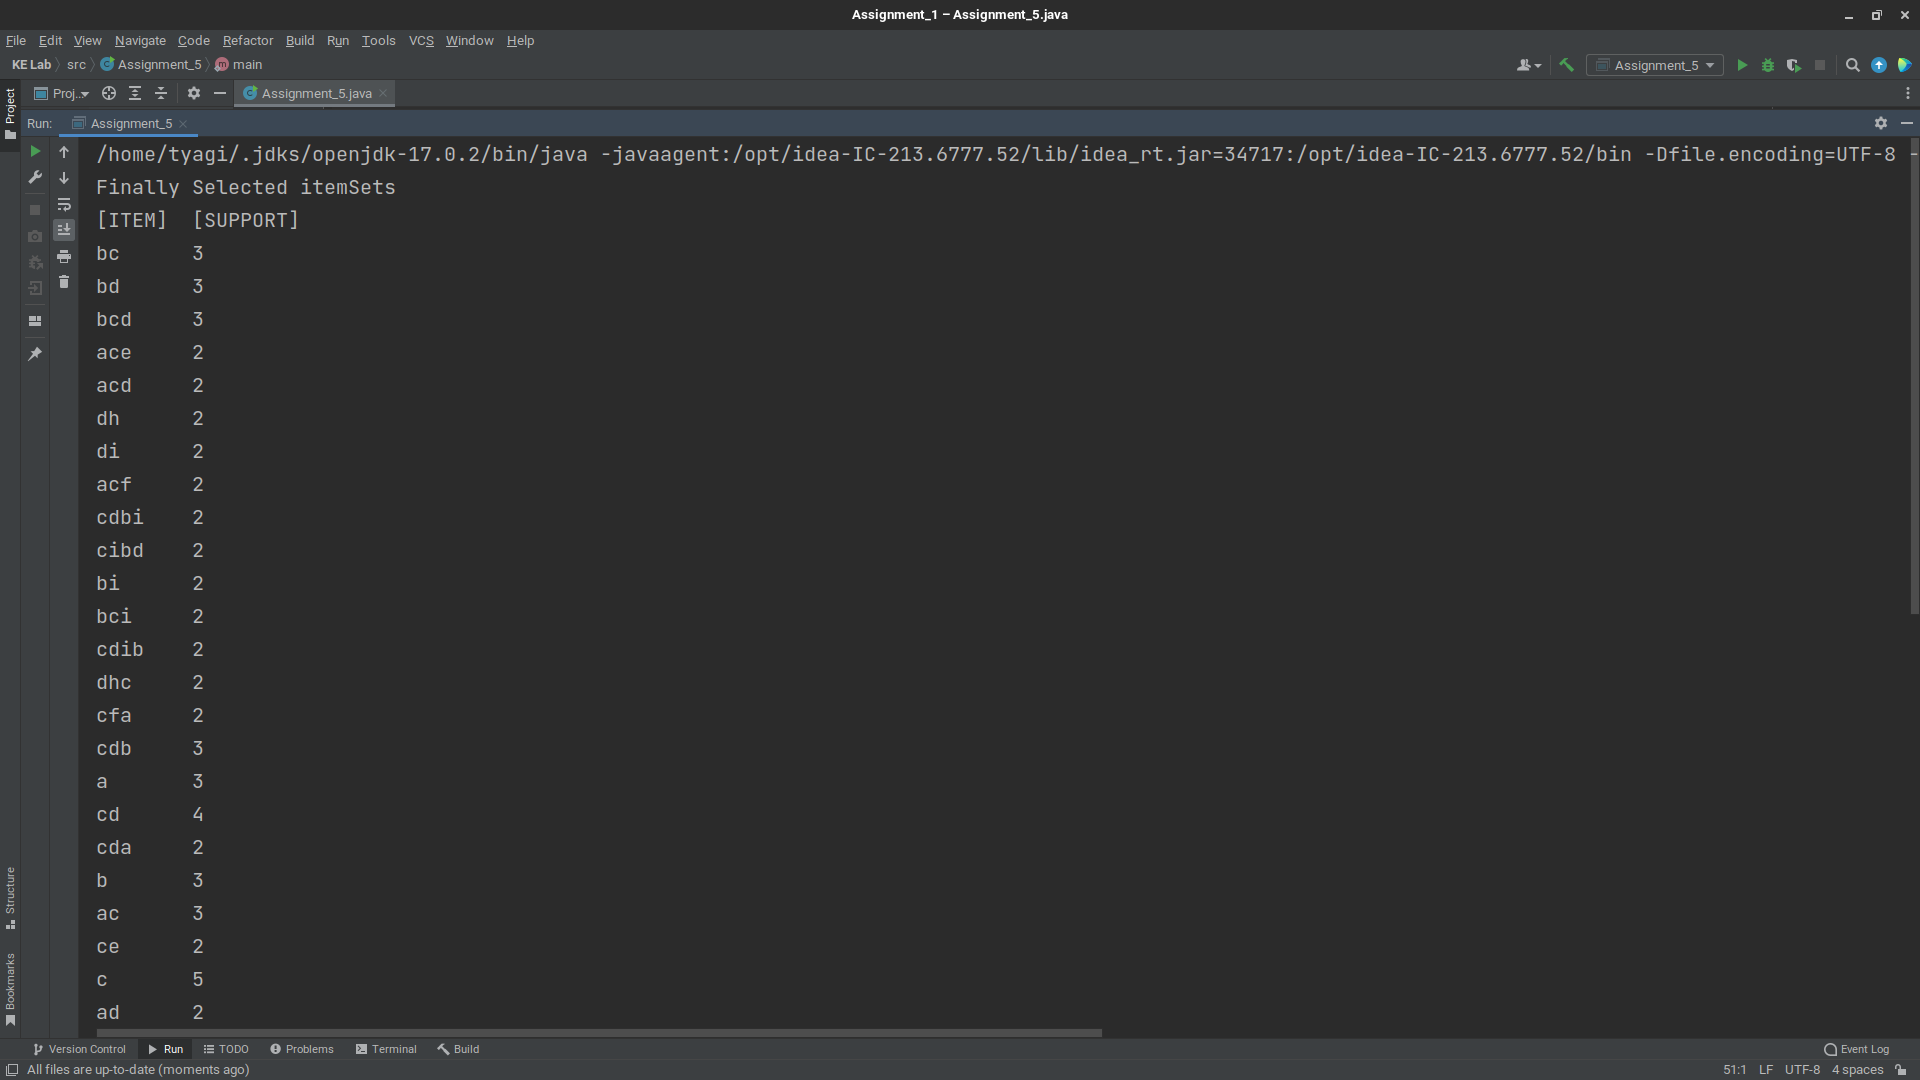 Assignment_1 – Assignment_5.java
File Edit View Navigate Code Refactor Build Run Tools VCS Window Help
KE Lab src Assignment_5 main
Assignment_5
Project
Proj...
Assignment_5.java
Run: Assignment_5
/home/tyagi/.jdks/openjdk-17.0.2/bin/java -javaagent:/opt/idea-IC-213.6777.52/lib/idea_rt.jar=34717:/opt/idea-IC-213.6777.52/bin -Dfile.encoding=UTF-8 -
Finally Selected itemSets
[ITEM] [SUPPORT]
bc 3
bd 3
bcd 3
ace 2
acd 2
dh 2
di 2
acf 2
cdbi 2
cibd 2
bi 2
bci 2
cdib 2
dhc 2
cfa 2
cdb 3
a 3
cd 4
cda 2
b 3
ac 3
ce 2
c 5
ad 2
Structure
Bookmarks
Version Control Run TODO Problems Terminal Build Event Log
All files are up-to-date (moments ago) 51:1 LF UTF-8 4 spaces